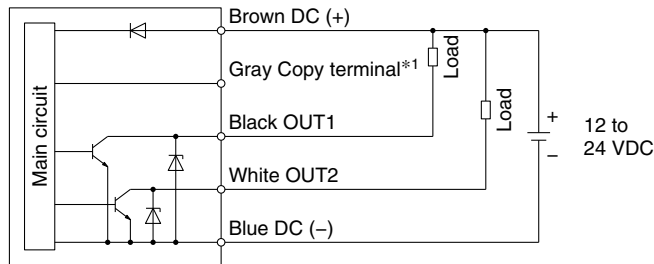 Brown DC (+)
Gray Copy terminal*1
Black OUT1
White OUT2
Blue DC (−)
Main circuit
Load
Load
+
−
12 to
24 VDC